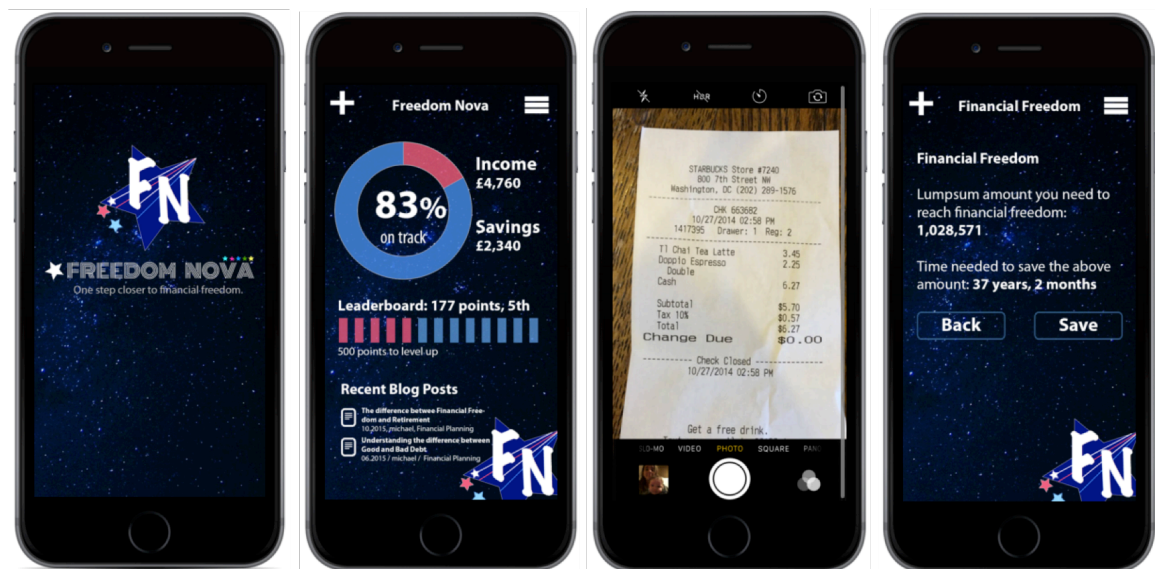 FN
FREEDOM NOVA
One step closer to financial freedom.
Freedom Nova
83%
on track
Income
£4,760
Savings
£2,340
Leaderboard: 177 points, 5th
500 points to level up
Recent Blog Posts
The difference betwee Financial Free-
dom and Retirement
10.2015, michael, Financial Planning
Understanding the difference between
Good and Bad Debt
06.2015 / michael / Financial Planning
FN
HDR
STARBUCKS Store #7240
800 7th Street NW
Washington, DC (202) 289-1576
CHK 663682
10/27/2014 02:58 PM
1417395 Drawer: 1 Reg: 2
T1 Chai Tea Latte 3.45
Doppio Espresso 2.25
Double
Cash 6.27
Subtotal $5.70
Tax 10% $0.57
Total $6.27
Change Due $0.00
Check Closed
10/27/2014 02:58 PM
Get a free drink.
O-MO VIDEO PHOTO SQUARE PAN
Financial Freedom
Financial Freedom
Lumpsum amount you need to
reach financial freedom:
1,028,571
Time needed to save the above
amount: 37 years, 2 months
Back Save
FN